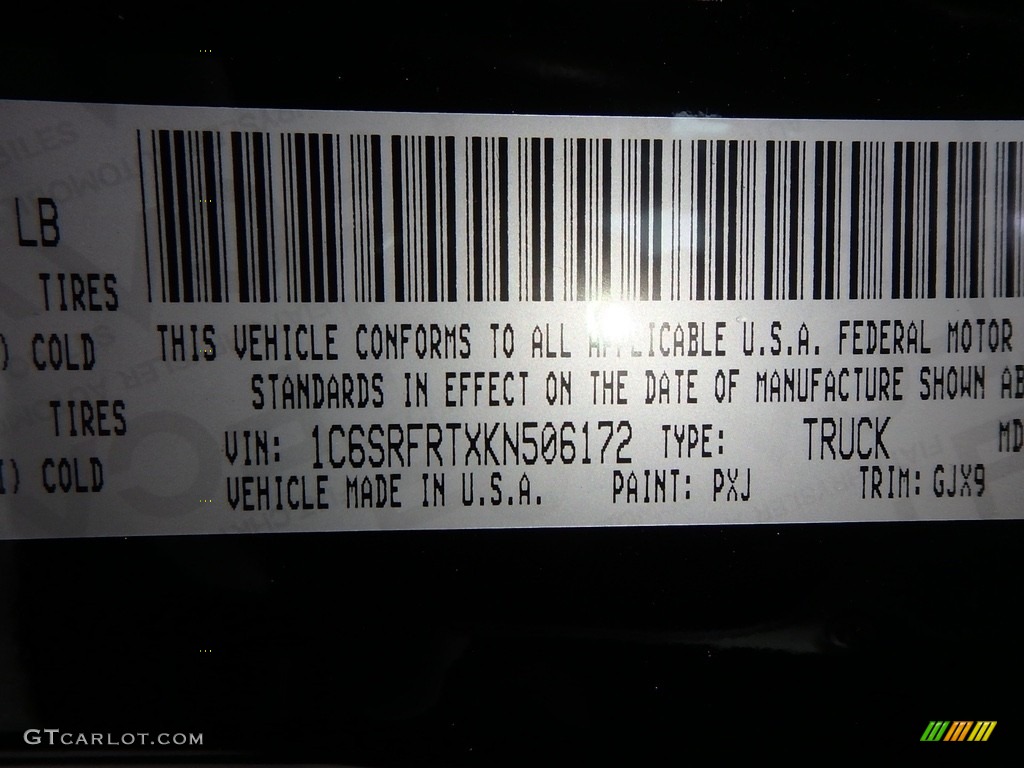 LB
TIRES
) COLD
TIRES
I) COLD
THIS VEHICLE CONFORMS TO ALL APPLICABLE U.S.A. FEDERAL MOTOR
STANDARDS IN EFFECT ON THE DATE OF MANUFACTURE SHOWN AB
VIN: 1C6SRFRTXKN506172 TYPE: TRUCK MD
VEHICLE MADE IN U.S.A. PAINT: PXJ TRIM: GJX9
GTCARLOT.COM